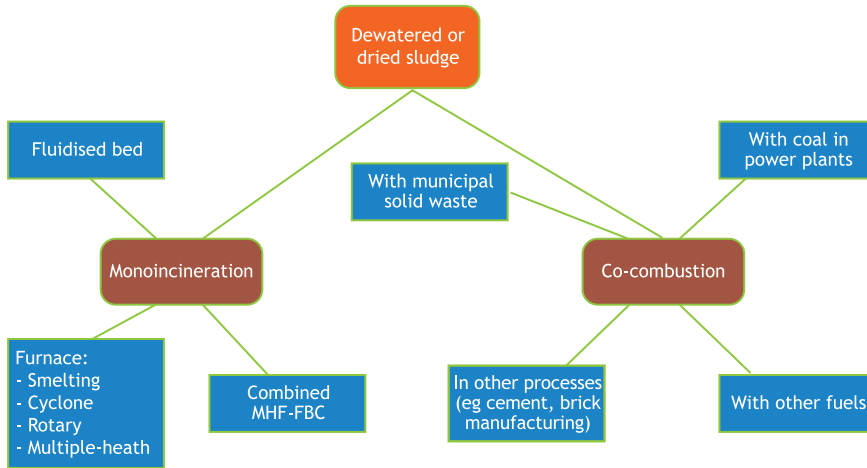 Dewatered or
dried sludge
Fluidised bed
With municipal
solid waste
With coal in
power plants
Monoincineration
Co-combustion
Furnace:
- Smelting
- Cyclone
- Rotary
- Multiple-heath
Combined
MHF-FBC
In other processes
(eg cement, brick
manufacturing)
With other fuels